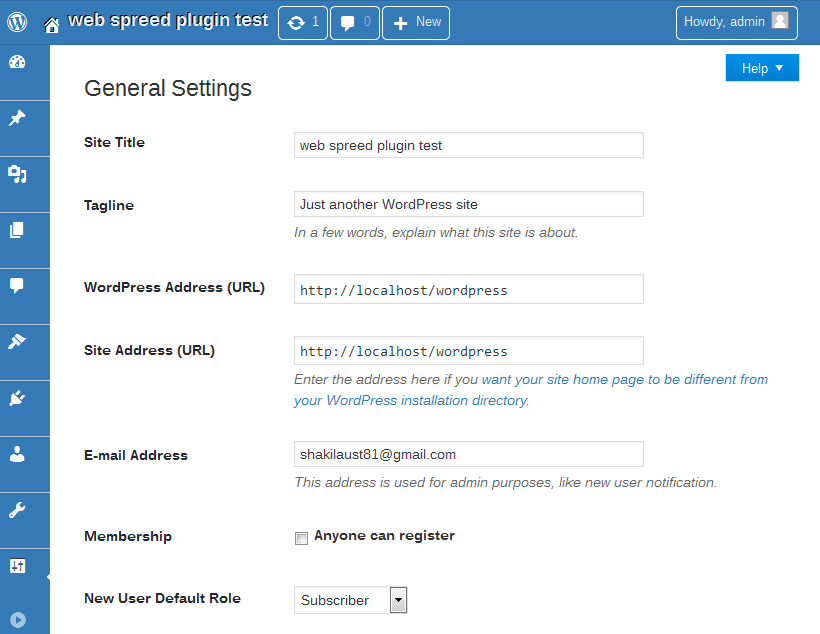 web spreed plugin test 1 0 New Howdy, admin
Help
General Settings
Site Title web spreed plugin test
Tagline Just another WordPress site
In a few words, explain what this site is about.
WordPress Address (URL) http://localhost/wordpress
Site Address (URL) http://localhost/wordpress
Enter the address here if you want your site home page to be different from
your WordPress installation directory.
E-mail Address shakilaust81@gmail.com
This address is used for admin purposes, like new user notification.
Membership Anyone can register
New User Default Role Subscriber